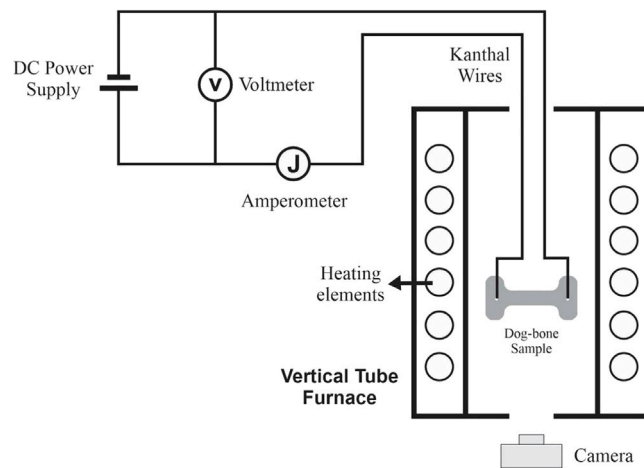 Kanthal
Wires
DC Power
Supply
V
Voltmeter
J
Amperometer
Heating
elements
Dog-bone
Sample
Vertical Tube
Furnace
Camera